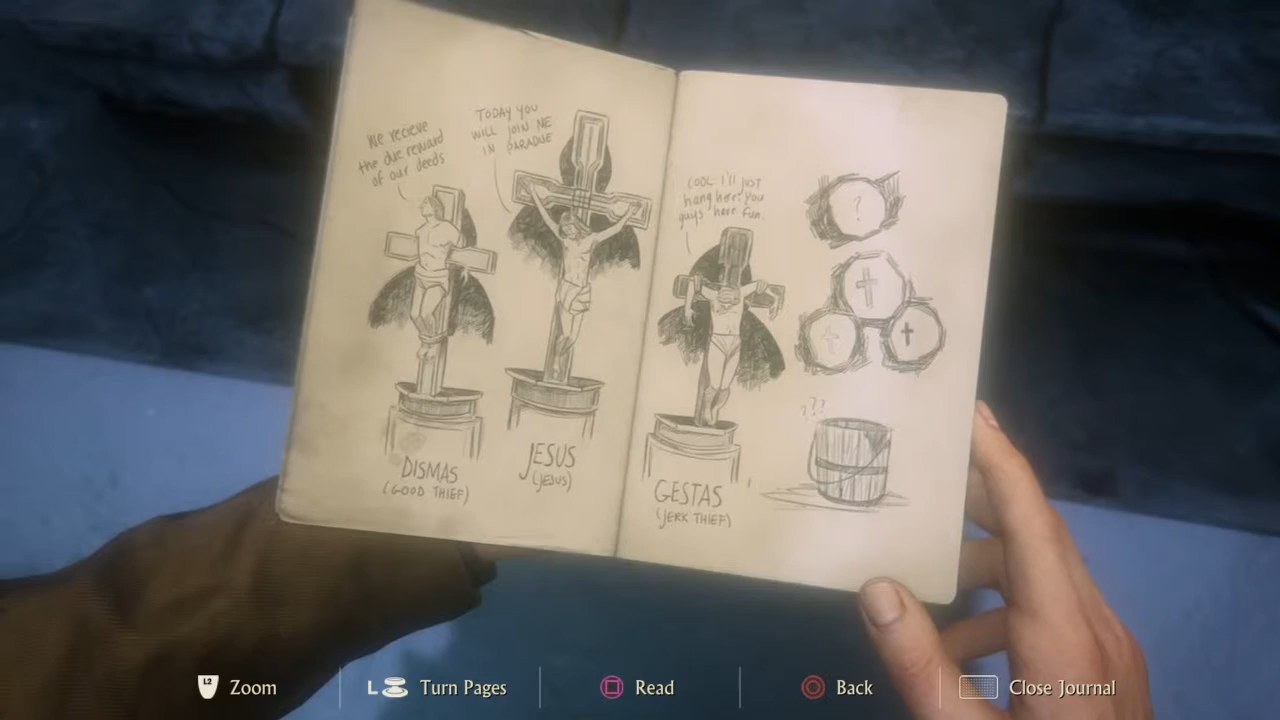 We recieve
the due reward
of our deeds
TODAY YOU
WILL JOIN ME
IN PARADISE
DISMAS
(GOOD THIEF)
JESUS
(JESUS)
COOL. I'll JUST
hang here. You
guys have fun.
GESTAS
(JERK THIEF)
?
???
L2 Zoom
L Turn Pages
Read
Back
Close Journal